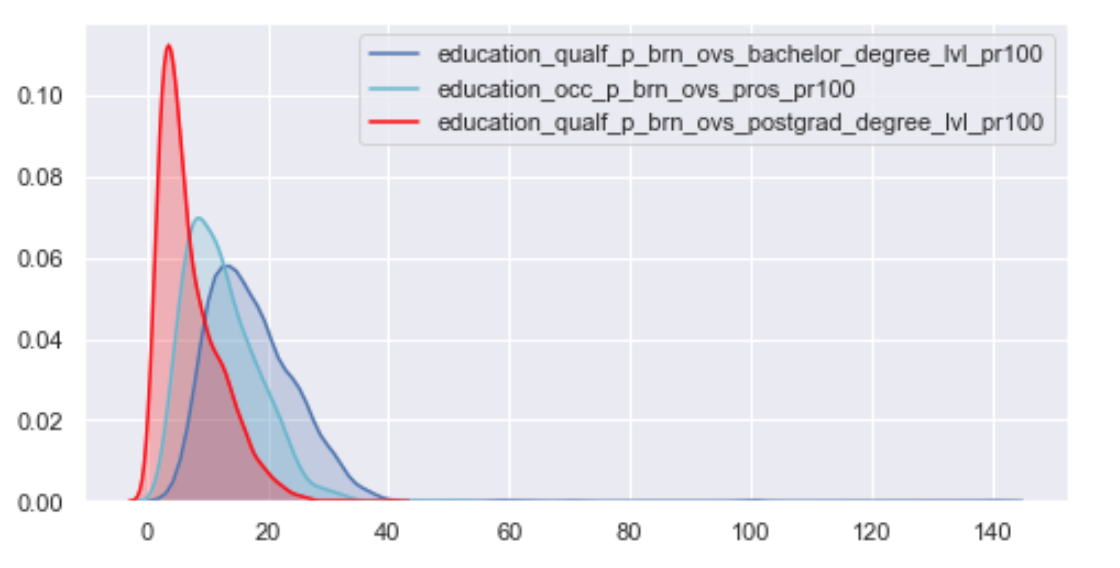 education_qualf_p_brn_ovs_bachelor_degree_lvl_pr100
education_occ_p_brn_ovs_pros_pr100
education_qualf_p_brn_ovs_postgrad_degree_lvl_pr100
0.10
0.08
0.06
0.04
0.02
0.00
0 20 40 60 80 100 120 140